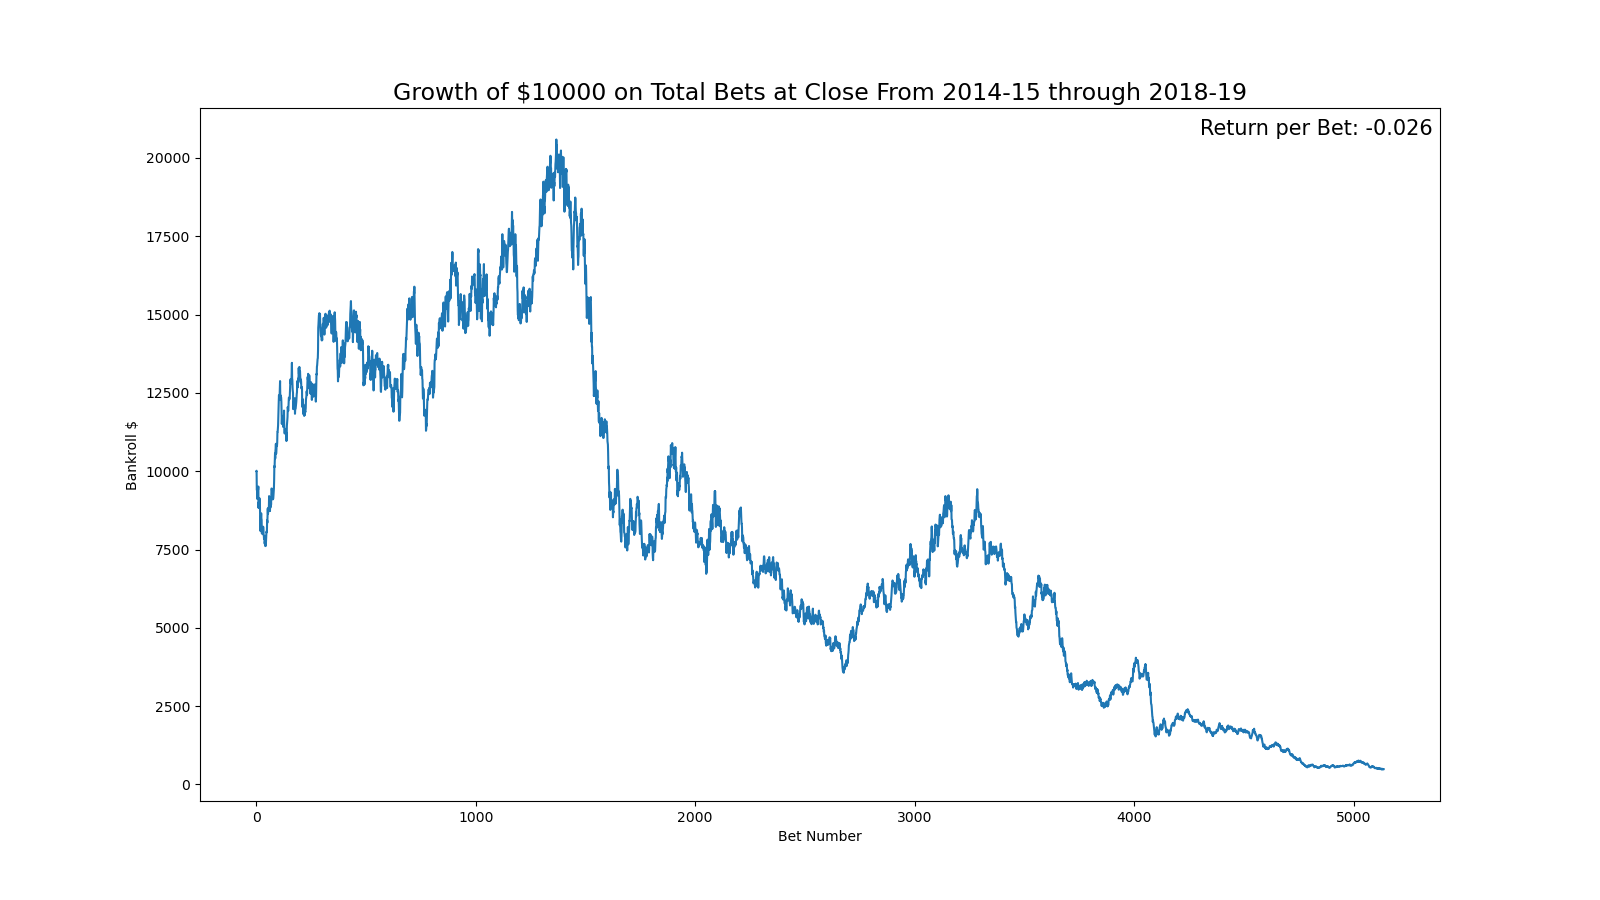 Growth of $10000 on Total Bets at Close From 2014-15 through 2018-19
Return per Bet: -0.026
20000
17500
15000
12500
10000
7500
5000
2500
0
Bankroll $
0 1000 2000 3000 4000 5000
Bet Number